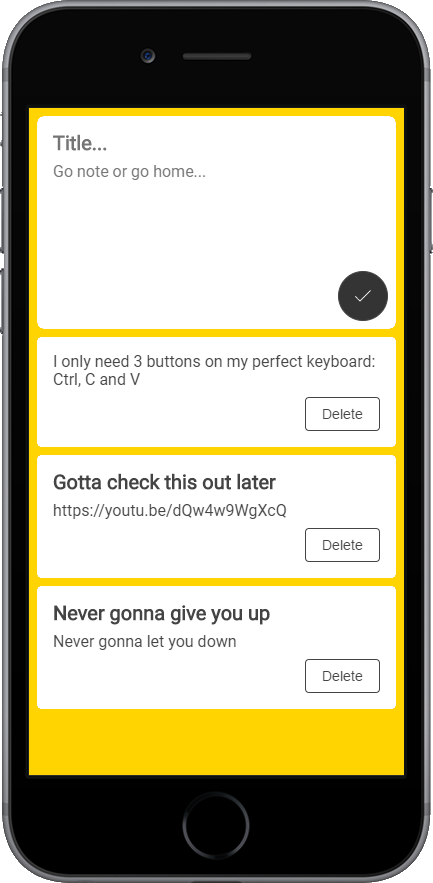 Title...
Go note or go home...
I only need 3 buttons on my perfect keyboard:
Ctrl, C and V
Delete
Gotta check this out later
https://youtu.be/dQw4w9WgXcQ
Delete
Never gonna give you up
Never gonna let you down
Delete